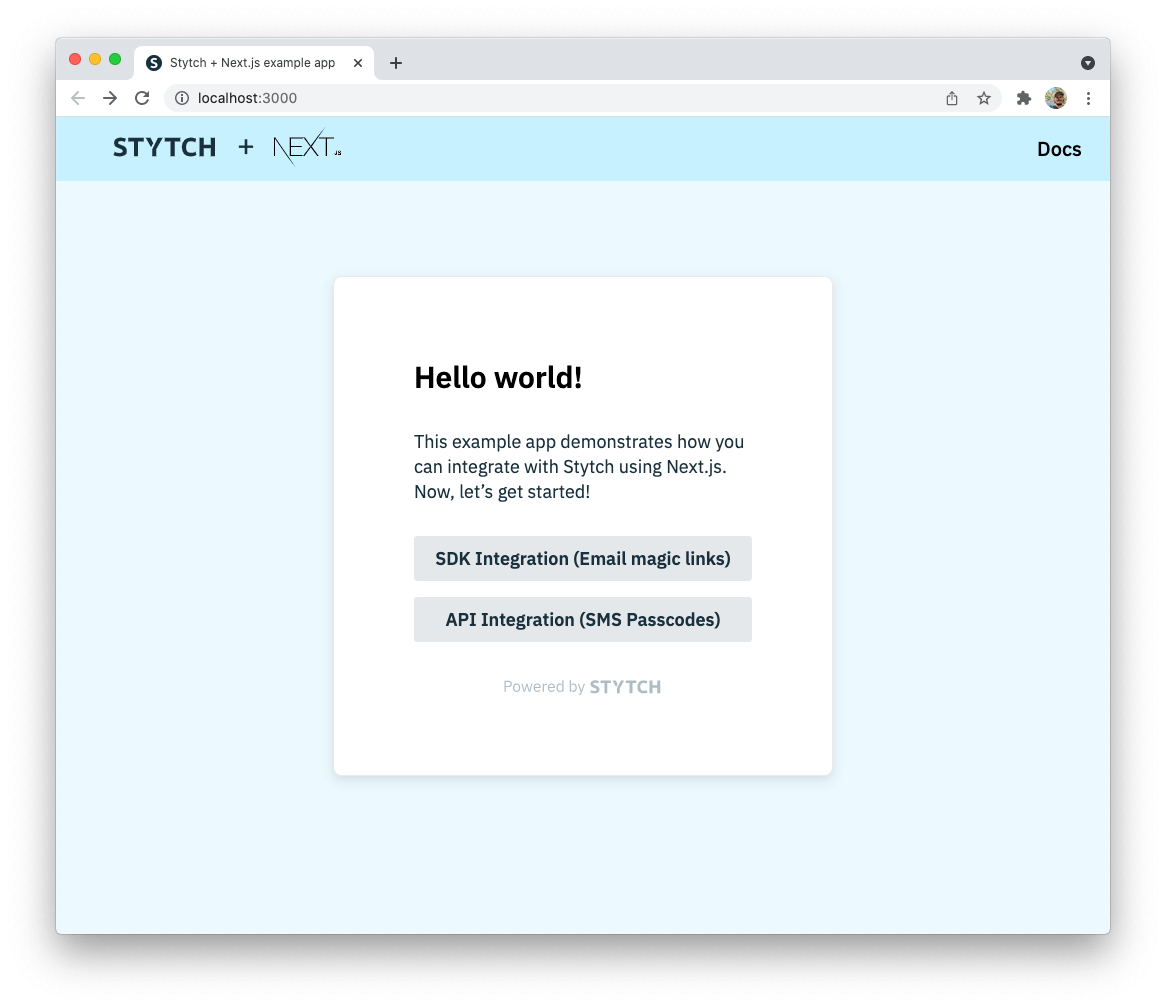 Stytch + Next.js example app
localhost:3000
STYTCH + NEXT.JS
Docs
Hello world!
This example app demonstrates how you
can integrate with Stytch using Next.js.
Now, let’s get started!
SDK Integration (Email magic links)
API Integration (SMS Passcodes)
Powered by STYTCH